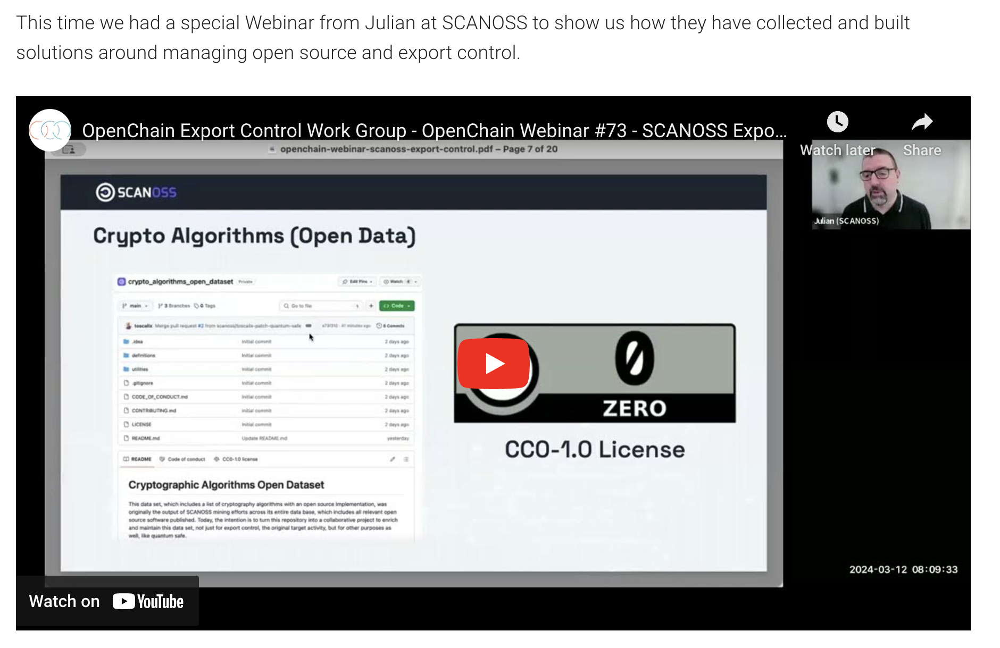 This time we had a special Webinar from Julian at SCANOSS to show us how they have collected and built
solutions around managing open source and export control.
OpenChain Export Control Work Group - OpenChain Webinar #73 - SCANOSS Expo...
Watch later
Share
openchain-webinar-scanoss-export-control.pdf – Page 7 of 20
SCANOSS
Julian (SCANOSS)
Crypto Algorithms (Open Data)
crypto_algorithms_open_dataset Private
Edit Pins
Watch 4
main
3 Branches
0 Tags
Go to file
Code
toscalix Merge pull request #2 from scanoss/toscalix-patch-quantum-safe
41 minutes ago
6 Commits
.idea Initial commit 2 days ago
definitions Initial commit 2 days ago
utilities Initial commit 2 days ago
.gitignore Initial commit 2 days ago
CODE_OF_CONDUCT.md Initial commit 2 days ago
CONTRIBUTING.md Initial commit 2 days ago
LICENSE Initial commit 2 days ago
README.md Update README.md yesterday
README
Code of conduct
CC0-1.0 license
Cryptographic Algorithms Open Dataset
This data set, which includes a list of cryptography algorithms with an open source implementation, was
originally the output of SCANOSS mining efforts across its entire data base, which includes all relevant open
source software published. Today, the intention is to turn this repository into a collaborative project to enrich
and maintain this data set, not just for export control, the original target activity, but for other purposes as
well, like quantum safe.
0
ZERO
CC0-1.0 License
2024-03-12 08:09:33
Watch on YouTube